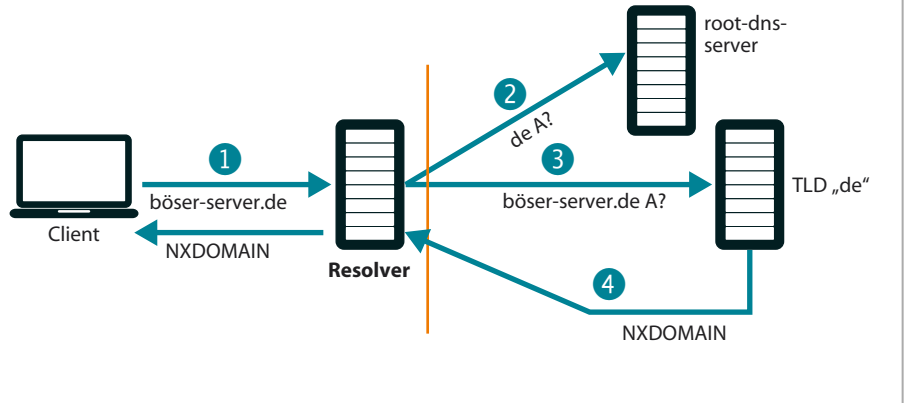 root-dns-
server
2
de A?
1
3
böser-server.de
böser-server.de A?
TLD „de“
Client
NXDOMAIN
Resolver
4
NXDOMAIN